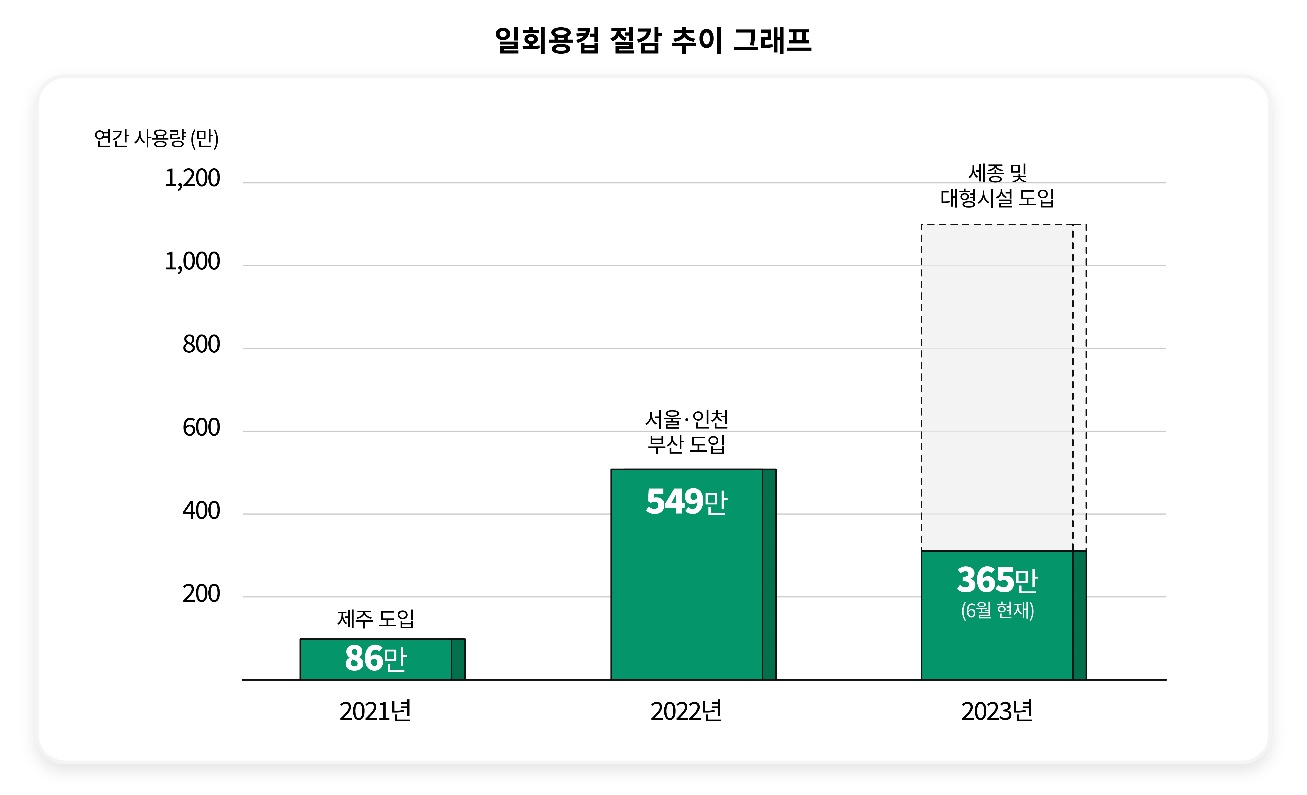 일회용컵 절감 추이 그래프
연간 사용량 (만)
1,200
1,000
800
600
400
200
제주 도입
86만
서울·인천
부산 도입
549만
세종 및
대형시설 도입
365만
(6월 현재)
2021년
2022년
2023년